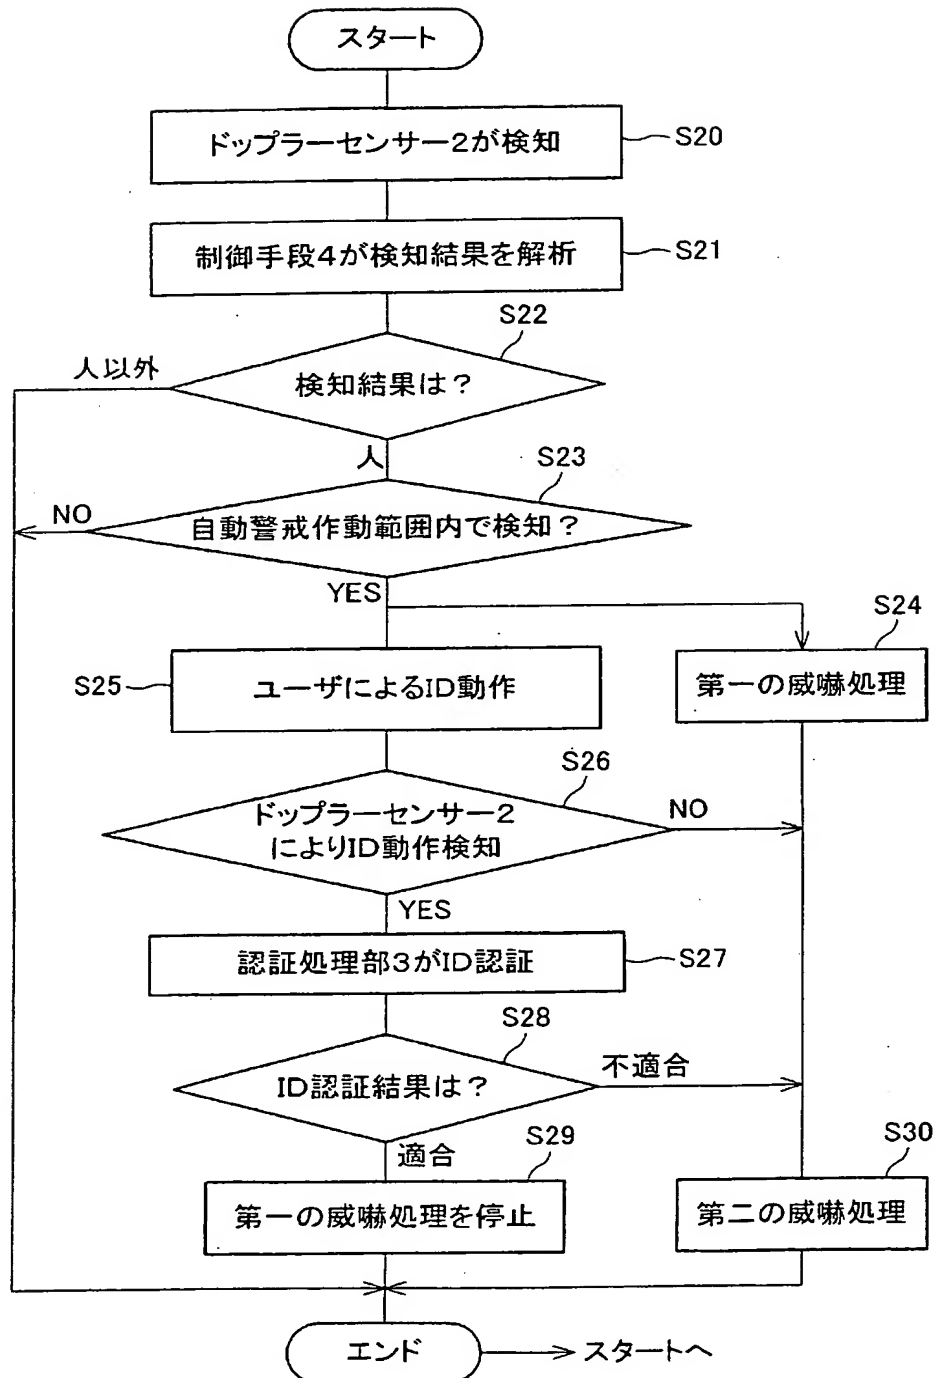 スタート
ドップラーセンサー2が検知
S20
制御手段4が検知結果を解析
S21
S22
人以外
検知結果は？
人
S23
NO
自動警戒作動範囲内で検知？
YES
S24
S25
ユーザによるID動作
第一の威嚇処理
S26
ドップラーセンサー2
によりID動作検知
NO
YES
認証処理部3がID認証
S27
S28
ID認証結果は？
不適合
適合
S29
S30
第一の威嚇処理を停止
第二の威嚇処理
エンド
スタートへ